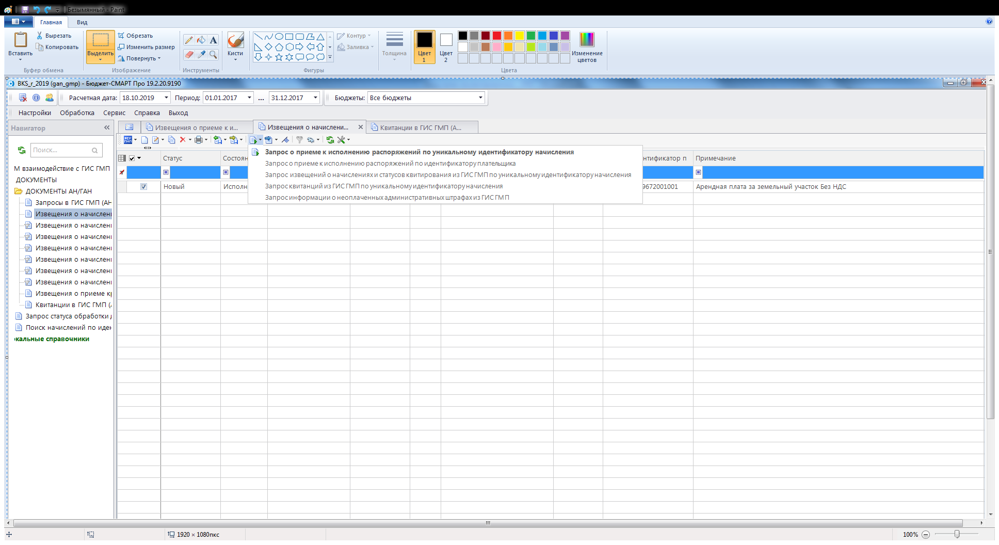 Безымянный - Paint
Главная Вид
Вставить
Вырезать
Копировать
Буфер обмена
Выделить
Обрезать
Изменить размер
Повернуть
Изображение
Инструменты
Кисти
Контур
Заливка
Фигуры
Толщина
Цвет 1
Цвет 2
Изменение цветов
Цвета
BKS_r_2019 (gan_gmp) - Бюджет-СМАРТ Про 19.2.20.9190
Расчетная дата: 18.10.2019 Период: 01.01.2017 ... 31.12.2017 Бюджеты: Все бюджеты
Настройки Обработка Сервис Справка Выход
Навигатор
Извещения о приеме к и... Извещения о начислени... Квитанции в ГИС ГМП (А...
Поиск...
Статус Состоян нтификатор п Примечание
Запрос о приеме к исполнению распоряжений по уникальному идентификатору начисления
Запрос о приеме к исполнению распоряжений по идентификатору плательщика
Запрос извещений о начислениях и статусов квитирования из ГИС ГМП по уникальному идентификатору начисления
Запрос квитанций из ГИС ГМП по уникальному идентификатору начисления
Запрос информации о неоплаченных административных штрафах из ГИС ГМП
Новый Исполн 9672001001 Арендная плата за земельный участок Без НДС
М взаимодействие с ГИС ГМП
ДОКУМЕНТЫ
ДОКУМЕНТЫ АН/ГАН
Запросы в ГИС ГМП (АН
Извещения о начислени
Извещения о начислени
Извещения о начислени
Извещения о начислени
Извещения о начислени
Извещения о начислени
Извещения о начислени
Извещения о приеме к
Квитанции в ГИС ГМП (
Запрос статуса обработки
Поиск начислений по иден
кальные справочники
1920 × 1080пкс
100%